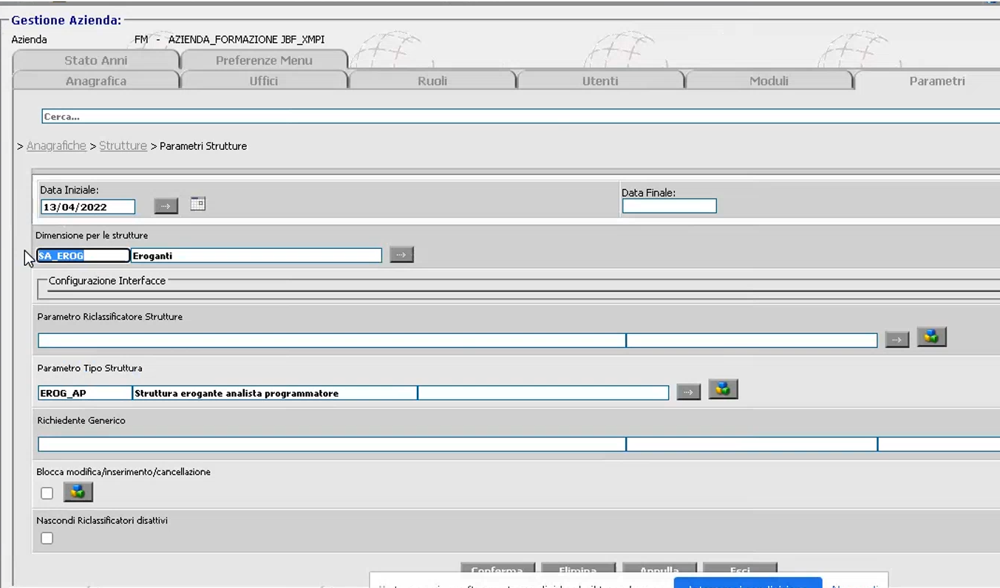 Gestione Azienda:
Azienda FM - AZIENDA_FORMAZIONE JBF_XMPI
Stato Anni Preferenze Menu
Anagrafica Uffici Ruoli Utenti Moduli Parametri
Cerca...
> Anagrafiche > Strutture > Parametri Strutture
Data Iniziale: Data Finale:
13/04/2022
Dimensione per le strutture
SA_EROG Eroganti
Configurazione Interfacce
Parametro Riclassificatore Strutture
Parametro Tipo Struttura
EROG_AP Struttura erogante analista programmatore
Richiedente Generico
Blocca modifica/inserimento/cancellazione
Nascondi Riclassificatori disattivi
Conferma Elimina Annulla Esci